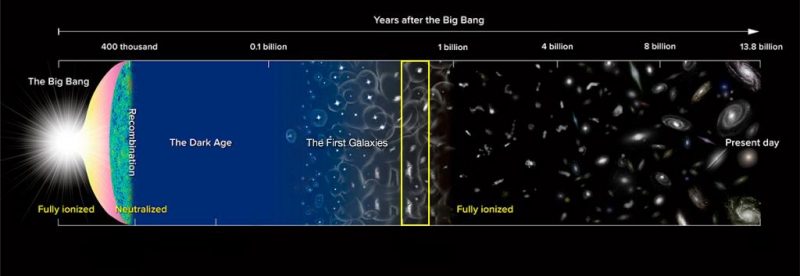 Years after the Big Bang
400 thousand
0.1 billion
1 billion
4 billion
8 billion
13.8 billion
The Big Bang
Recombination
The Dark Age
The First Galaxies
Present day
Fully ionized
Neutralized
Fully ionized